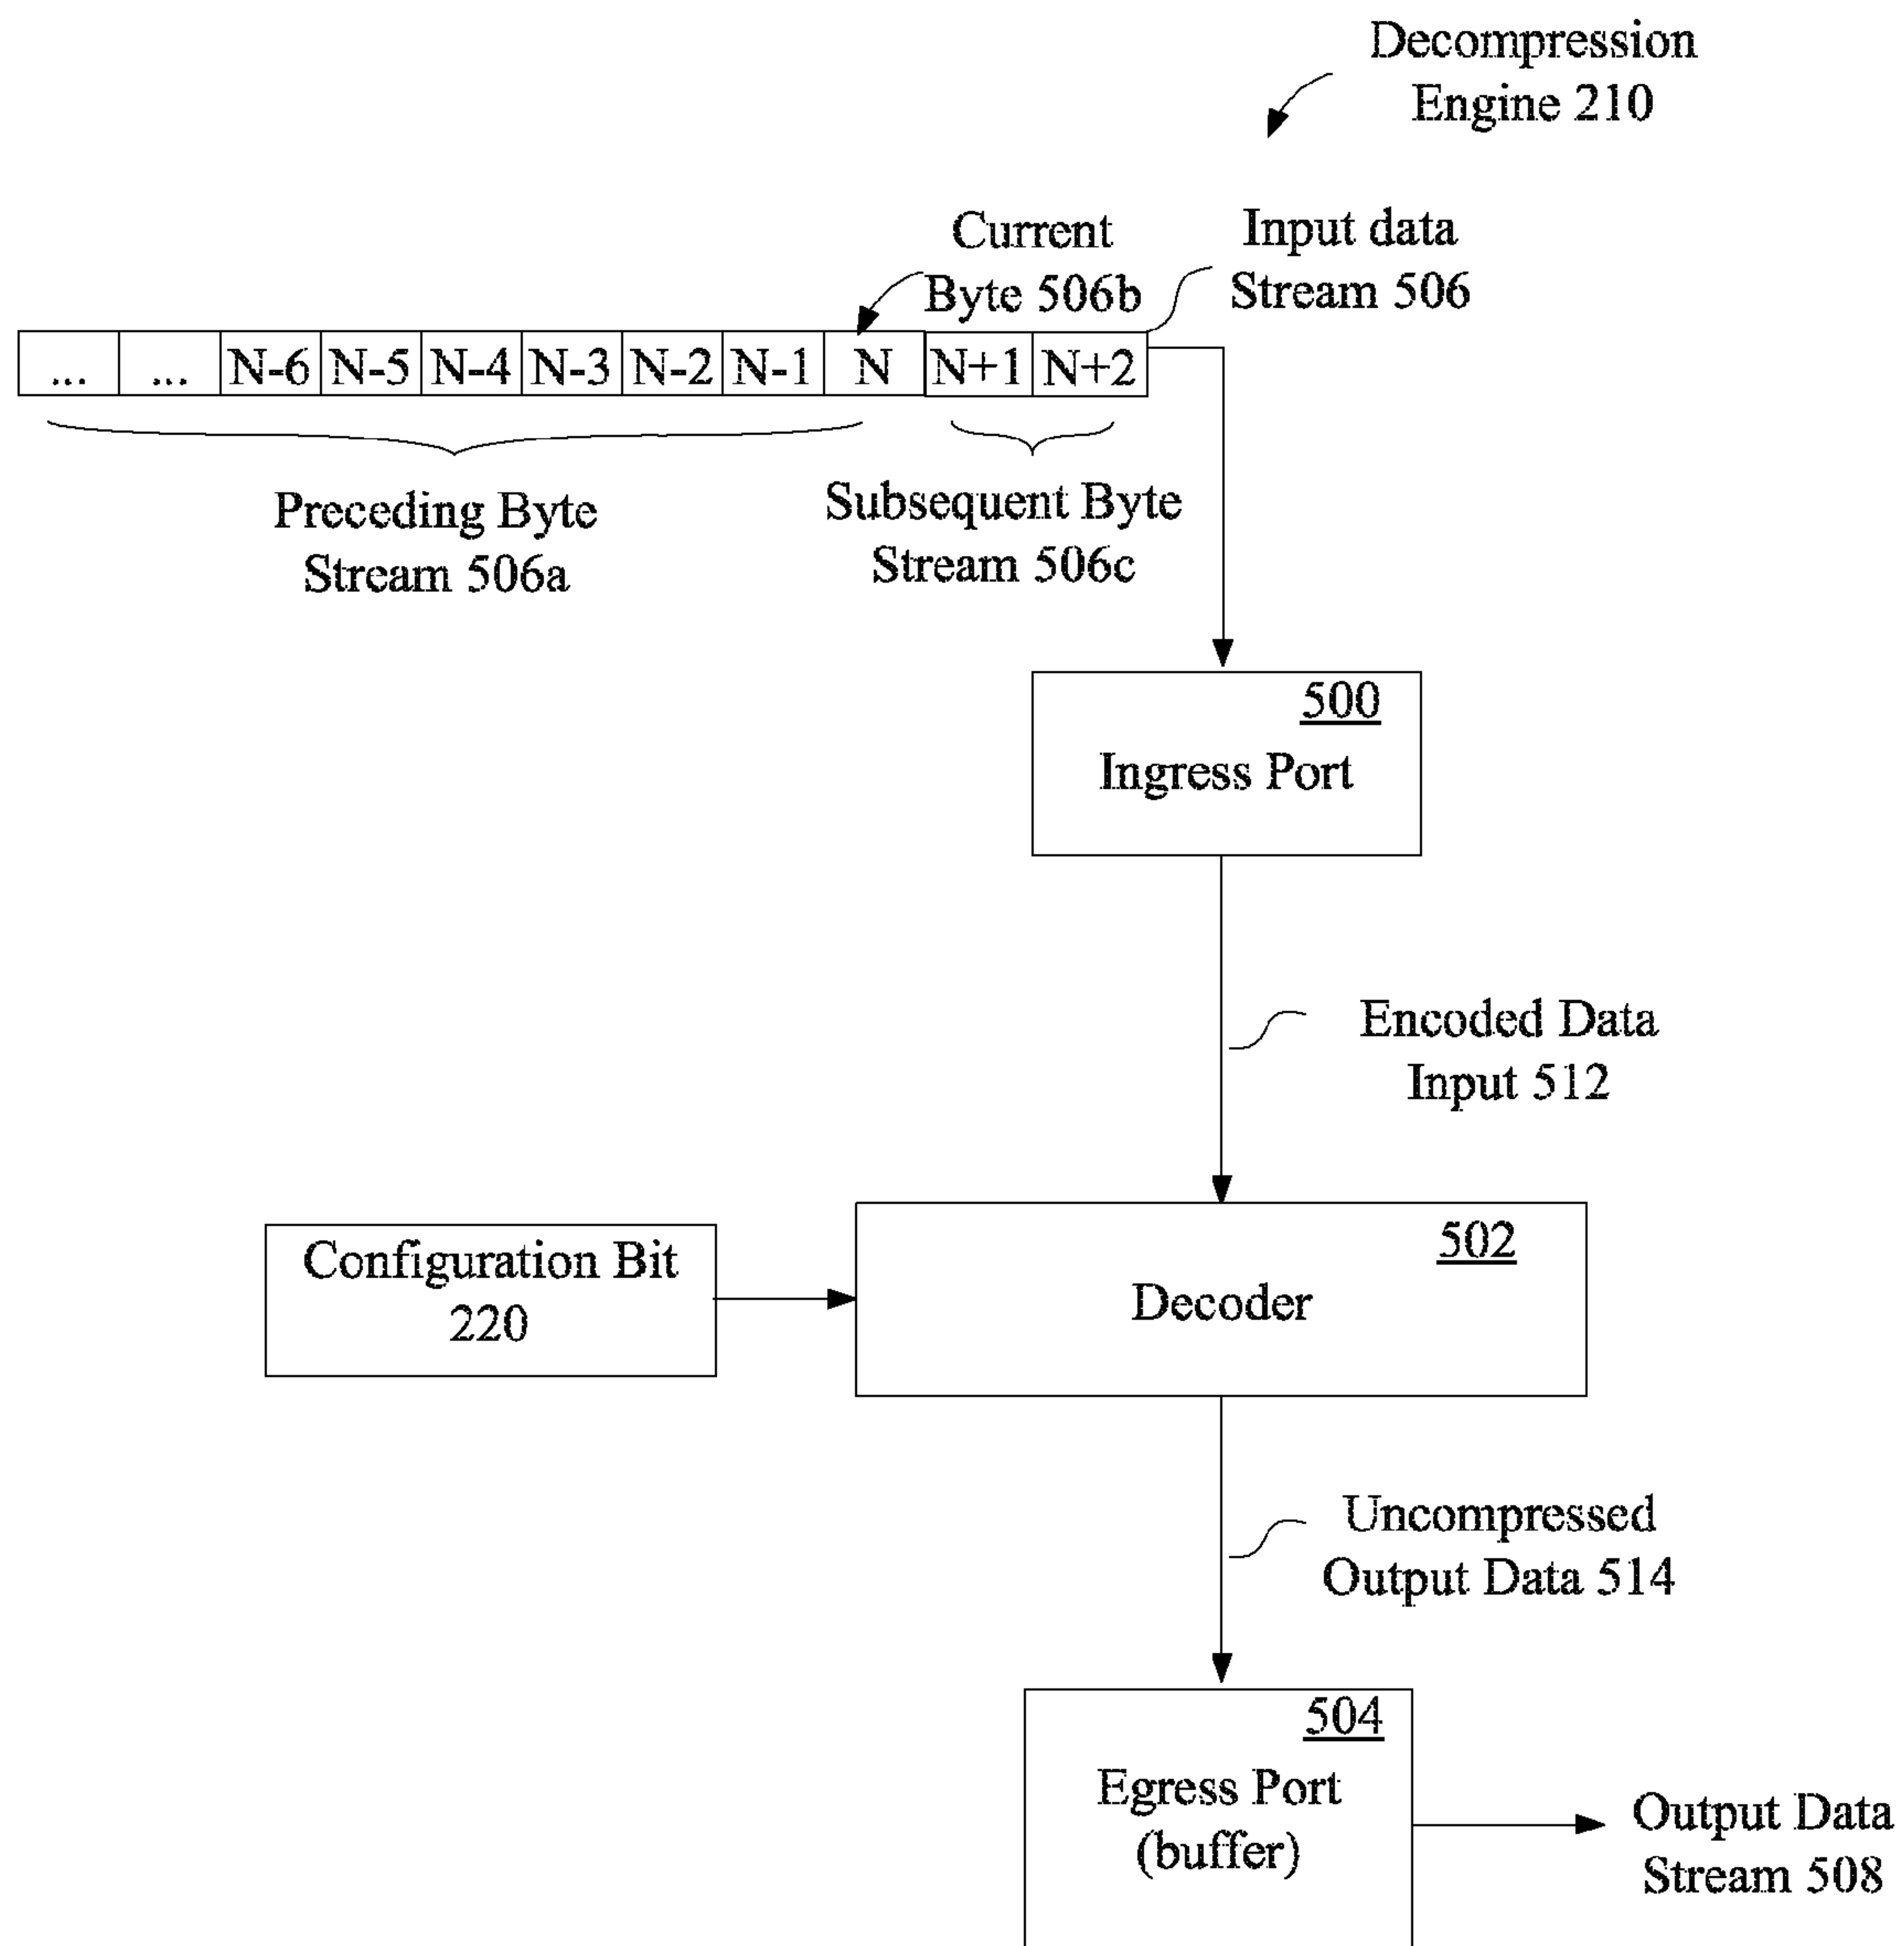 Decompression
Engine 210
Current
Byte 506b
Input data
Stream 506
... ... N-6 N-5 N-4 N-3 N-2 N-1 N N+1 N+2
Preceding Byte
Stream 506a
Subsequent Byte
Stream 506c
500
Ingress Port
Encoded Data
Input 512
Configuration Bit
220
502
Decoder
Uncompressed
Output Data 514
504
Egress Port
(buffer)
Output Data
Stream 508